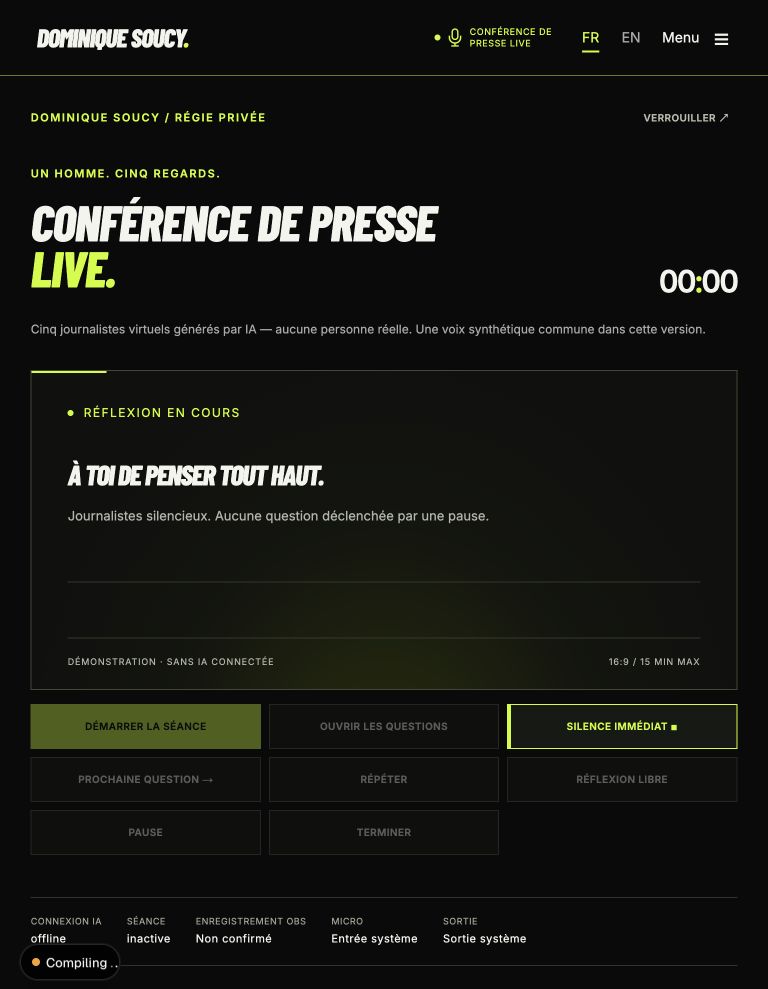 DOMINIQUE SOUCY.
CONFÉRENCE DE
PRESSE LIVE
FR
EN
Menu
DOMINIQUE SOUCY / RÉGIE PRIVÉE
VERROUILLER ↗
UN HOMME. CINQ REGARDS.
CONFÉRENCE DE PRESSE
LIVE.
00:00
Cinq journalistes virtuels générés par IA — aucune personne réelle. Une voix synthétique commune dans cette version.
RÉFLEXION EN COURS
À TOI DE PENSER TOUT HAUT.
Journalistes silencieux. Aucune question déclenchée par une pause.
DÉMONSTRATION · SANS IA CONNECTÉE
16:9 / 15 MIN MAX
DÉMARRER LA SÉANCE
OUVRIR LES QUESTIONS
SILENCE IMMÉDIAT ■
PROCHAINE QUESTION →
RÉPÉTER
RÉFLEXION LIBRE
PAUSE
TERMINER
CONNEXION IA
SÉANCE
ENREGISTREMENT OBS
MICRO
SORTIE
offline
inactive
Non confirmé
Entrée système
Sortie système
Compiling ..